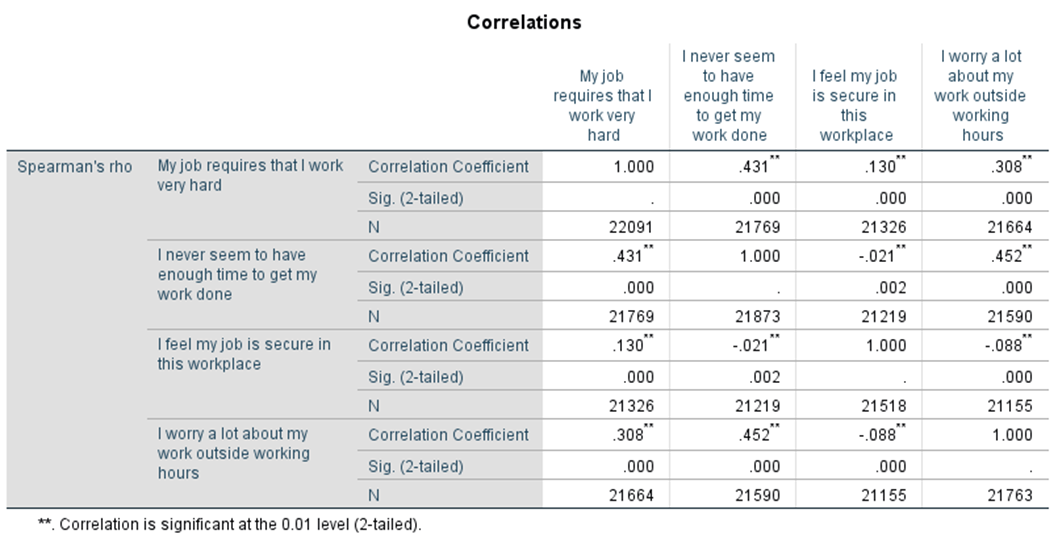 Correlations
My job requires that I work very hard
I never seem to have enough time to get my work done
I feel my job is secure in this workplace
I worry a lot about my work outside working hours
Spearman's rho My job requires that I work very hard Correlation Coefficient 1.000 .431** .130** .308**
Sig. (2-tailed) . .000 .000 .000
N 22091 21769 21326 21664
I never seem to have enough time to get my work done Correlation Coefficient .431** 1.000 -.021** .452**
Sig. (2-tailed) .000 . .002 .000
N 21769 21873 21219 21590
I feel my job is secure in this workplace Correlation Coefficient .130** -.021** 1.000 -.088**
Sig. (2-tailed) .000 .002 . .000
N 21326 21219 21518 21155
I worry a lot about my work outside working hours Correlation Coefficient .308** .452** -.088** 1.000
Sig. (2-tailed) .000 .000 .000 .
N 21664 21590 21155 21763
**. Correlation is significant at the 0.01 level (2-tailed).